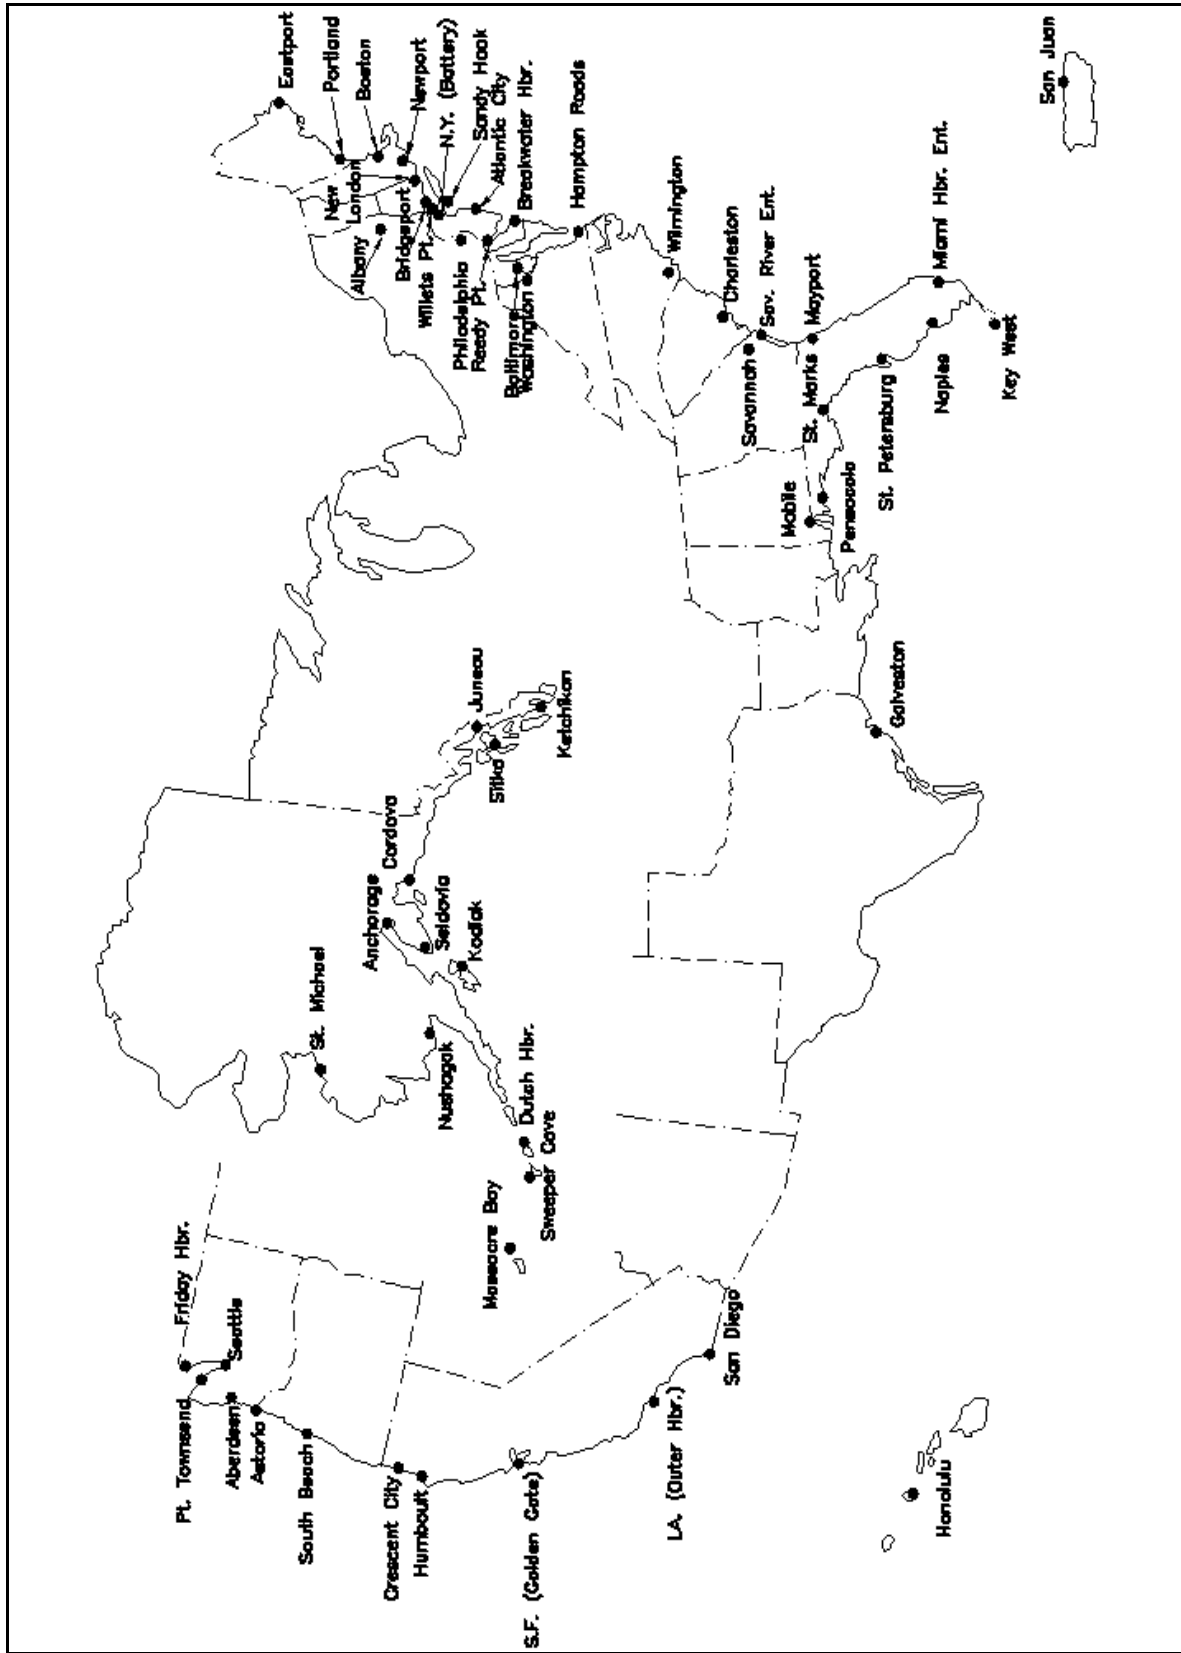 Pt. Townsend
Friday Hbr.
Seattle
Aberdeen
Astoria
South Beach
Crescent City
Humboult
S.F. (Golden Gate)
L.A. (Outer Hbr.)
San Diego
Honolulu
St. Michael
Nushagak
Anchorage
Cordova
Seldovia
Kodiak
Dutch Hbr.
Sweeper Cove
Massacre Bay
Juneau
Sitka
Ketchikan
Eastport
Portland
Boston
Newport
New
London
Bridgeport
Albany
Willets Pt.
N.Y. (Battery)
Sandy Hook
Atlantic City
Philadelphia
Reedy Pt.
Breakwater Hbr.
Baltimore
Washington
Hampton Roads
Wilmington
Charleston
Sav. River Ent.
Savannah
Mayport
Miami Hbr. Ent.
Key West
Naples
St. Petersburg
St. Marks
Pensacola
Mobile
Galveston
San Juan